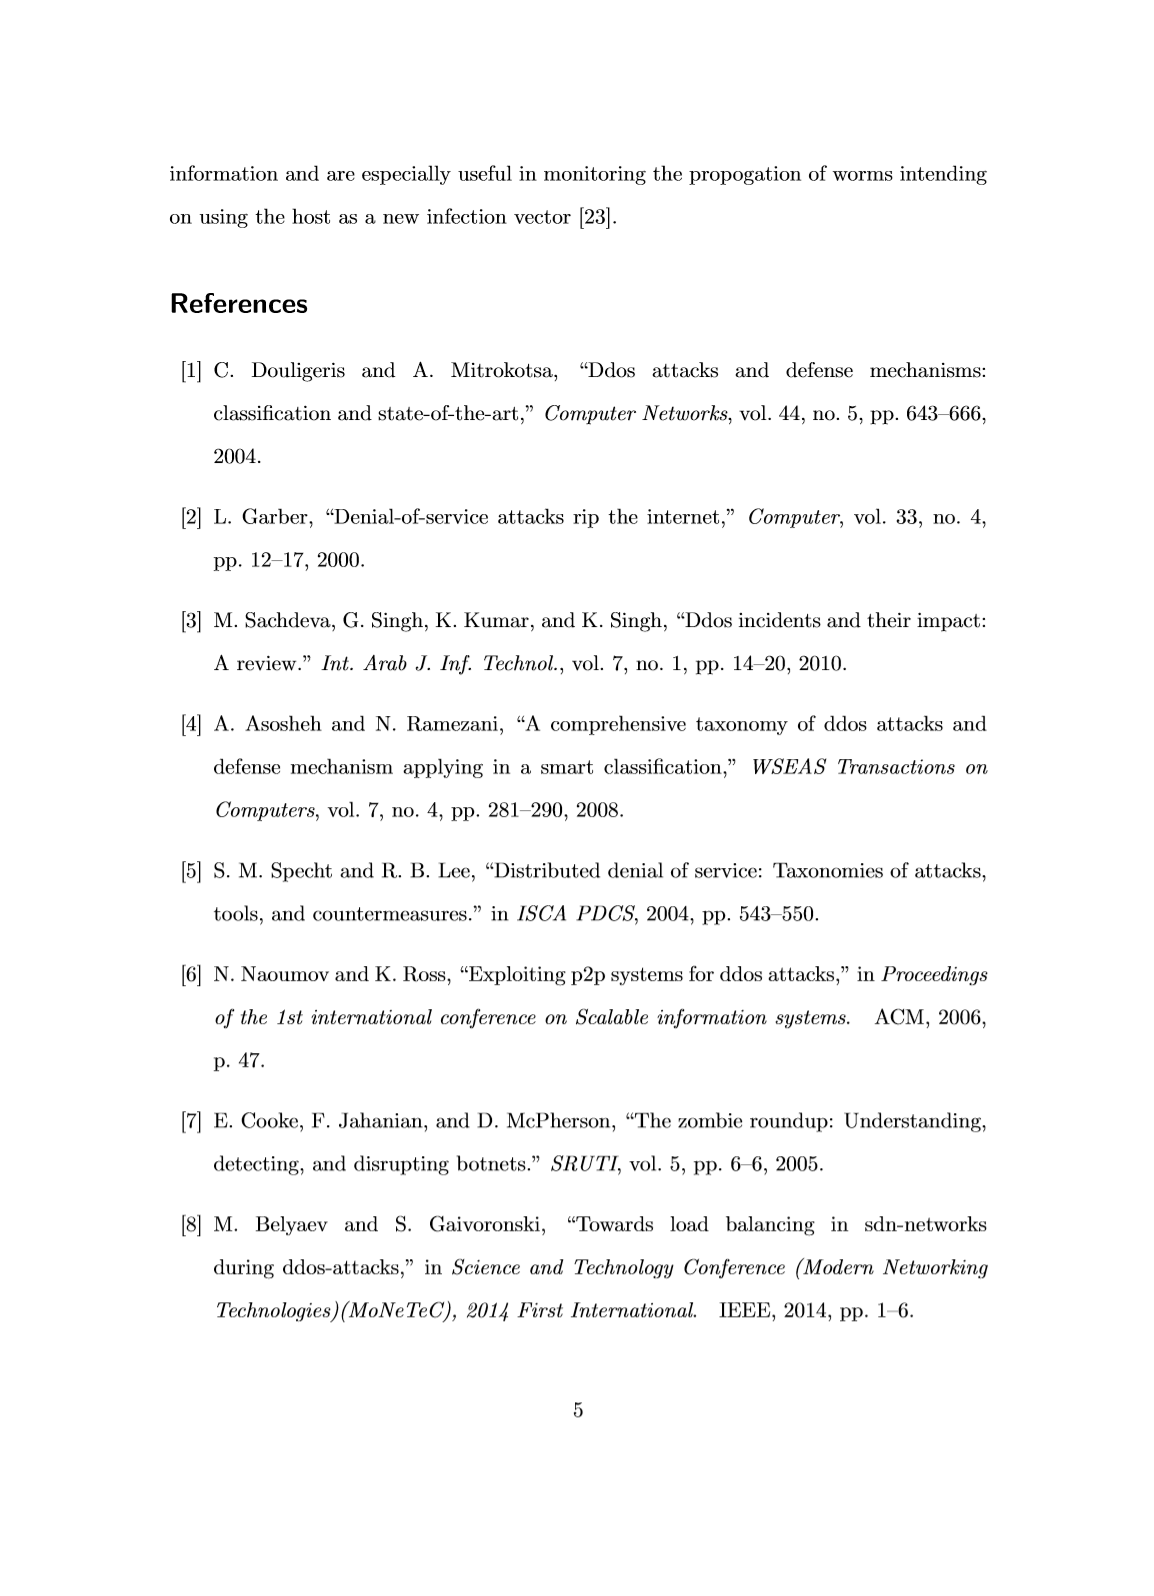 information and are especially useful in monitoring the propogation of worms intending
on using the host as a new infection vector [23].
References
[1] C. Douligeris and A. Mitrokotsa, “Ddos attacks and defense mechanisms:
classification and state-of-the-art,” Computer Networks, vol. 44, no. 5, pp. 643–666,
2004.
[2] L. Garber, “Denial-of-service attacks rip the internet,” Computer, vol. 33, no. 4,
pp. 12–17, 2000.
[3] M. Sachdeva, G. Singh, K. Kumar, and K. Singh, “Ddos incidents and their impact:
A review.” Int. Arab J. Inf. Technol., vol. 7, no. 1, pp. 14–20, 2010.
[4] A. Asosheh and N. Ramezani, “A comprehensive taxonomy of ddos attacks and
defense mechanism applying in a smart classification,” WSEAS Transactions on
Computers, vol. 7, no. 4, pp. 281–290, 2008.
[5] S. M. Specht and R. B. Lee, “Distributed denial of service: Taxonomies of attacks,
tools, and countermeasures.” in ISCA PDCS, 2004, pp. 543–550.
[6] N. Naoumov and K. Ross, “Exploiting p2p systems for ddos attacks,” in Proceedings
of the 1st international conference on Scalable information systems. ACM, 2006,
p. 47.
[7] E. Cooke, F. Jahanian, and D. McPherson, “The zombie roundup: Understanding,
detecting, and disrupting botnets.” SRUTI, vol. 5, pp. 6–6, 2005.
[8] M. Belyaev and S. Gaivoronski, “Towards load balancing in sdn-networks
during ddos-attacks,” in Science and Technology Conference (Modern Networking
Technologies)(MoNeTeC), 2014 First International. IEEE, 2014, pp. 1–6.
5